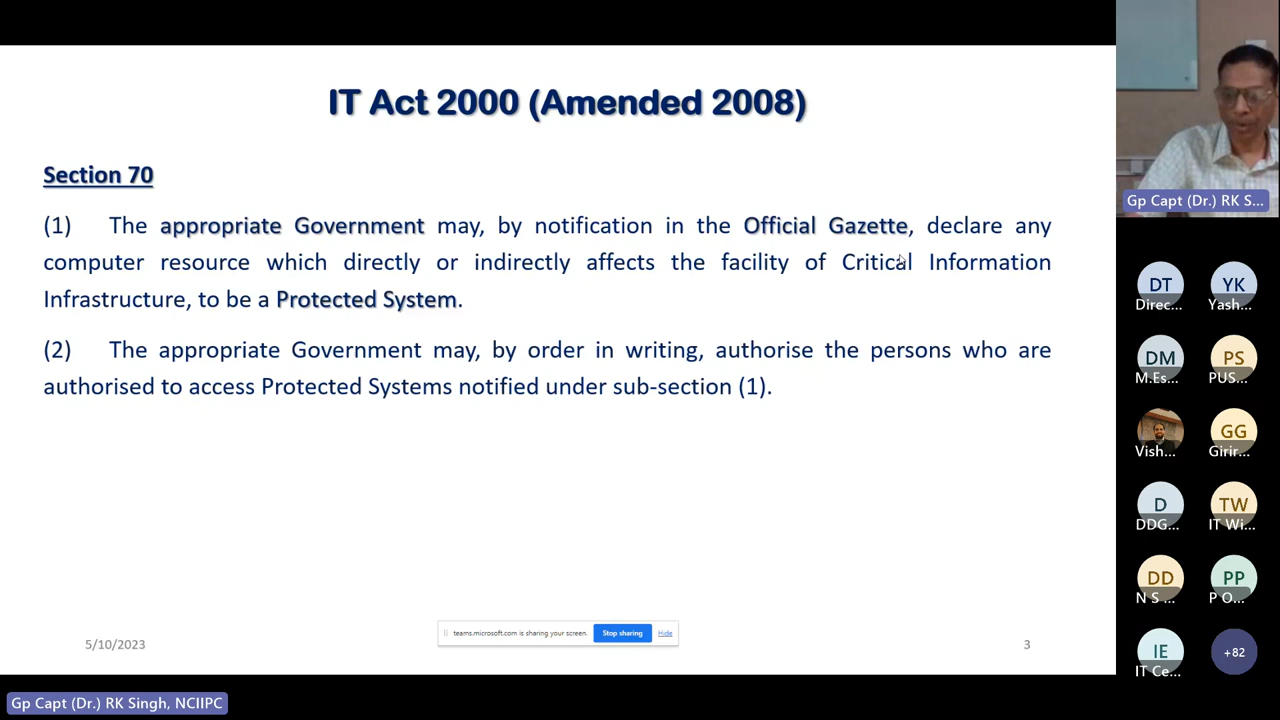 IT Act 2000 (Amended 2008)
Section 70
(1) The appropriate Government may, by notification in the Official Gazette, declare any
computer resource which directly or indirectly affects the facility of Critical Information
Infrastructure, to be a Protected System.
(2) The appropriate Government may, by order in writing, authorise the persons who are
authorised to access Protected Systems notified under sub-section (1).
5/10/2023
teams.microsoft.com is sharing your screen. Stop sharing Hide
3
Gp Capt (Dr.) RK Singh, NCIIPC
Gp Capt (Dr.) RK S...
DT YK
Direc... Yash...
DM PS
M.Es... PUS...
GG
Vish... Girir...
D TW
DDG... IT Wi...
DD PP
N S ... P O...
IE +82
IT Ce...